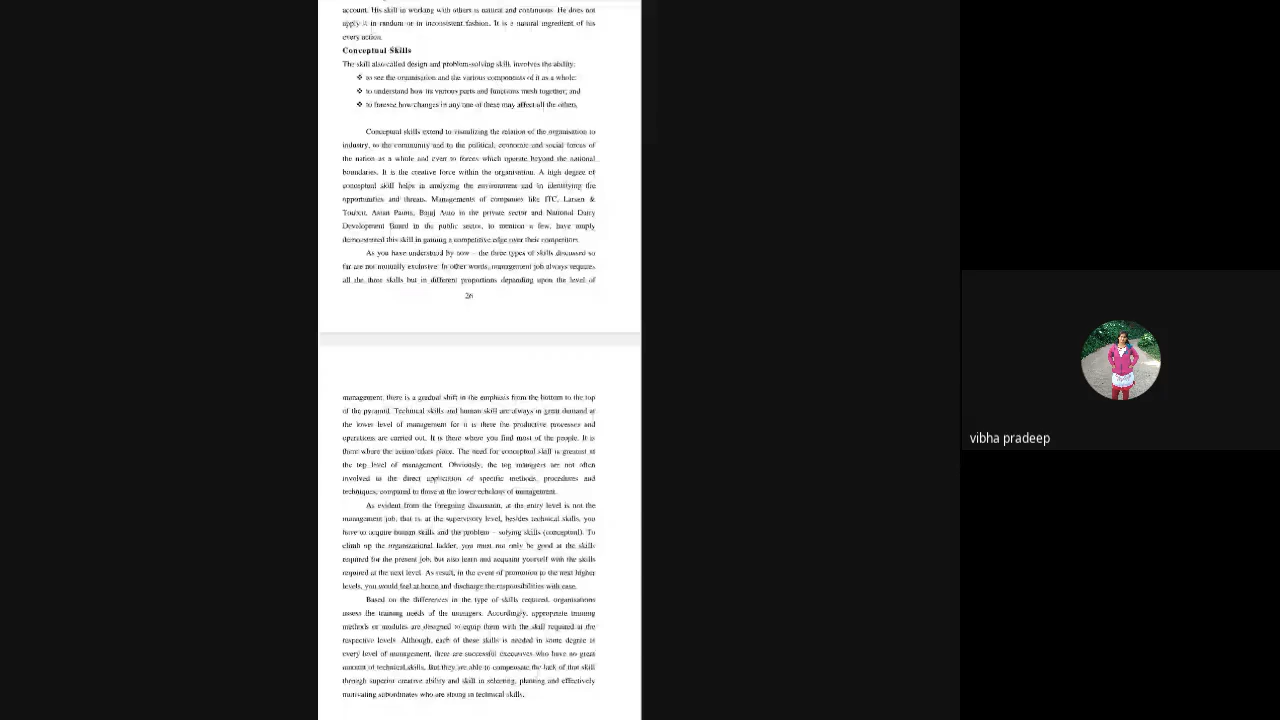 account. His skill in working with others is natural and continuous. He does not
apply it in random or in inconsistent fashion. It is a natural ingredient of his
every action.
Conceptual Skills
The skill also called design and problem-solving skill, involves the ability:
❖ to see the organisation and the various components of it as a whole;
❖ to understand how its various parts and functions mesh together; and
❖ to foresee how changes in any one of these may affect all the others.
Conceptual skills extend to visualizing the relation of the organisation to
industry, to the community and to the political, economic and social forces of
the nation as a whole and even to forces which operate beyond the national
boundaries. It is the creative force within the organisation. A high degree of
conceptual skill helps in analyzing the environment and in identifying the
opportunities and threats. Managements of companies like ITC, Larsen &
Toubro, Asian Paints, Bajaj Auto in the private sector and National Dairy
Development Board in the public sector, to mention a few, have amply
demonstrated this skill in gaining a competitive edge over their competitors.
As you have understood by now – the three types of skills discussed so
far are not mutually exclusive. In other words, management job always requires
all the three skills but in different proportions depending upon the level of
26
management. there is a gradual shift in the emphasis from the bottom to the top
of the pyramid. Technical skills and human skill are always in great demand at
the lower level of management for it is there the productive processes and
operations are carried out. It is there where you find most of the people. It is
there where the action takes place. The need for conceptual skill is greatest at
the top level of management. Obviously, the top managers are not often
involved in the direct application of specific methods, procedures and
techniques, compared to those at the lower echelons of management.
As evident from the foregoing discussion, at the entry level is not the
management job, that is, at the supervisory level, besides technical skills, you
have to acquire human skills and the problem – solving skills (conceptual). To
climb up the organizational ladder, you must not only be good at the skills
required for the present job, but also learn and acquaint yourself with the skills
required at the next level. As result, in the event of promotion to the next higher
levels, you would feel at home and discharge the responsibilities with ease.
Based on the differences in the type of skills required, organisations
assess the training needs of the managers. Accordingly, appropriate training
methods or modules are designed to equip them with the skill required at the
respective levels. Although, each of these skills is needed in some degree at
every level of management, there are successful executives who have no great
amount of technical skills. But they are able to compensate the lack of that skill
through superior creative ability and skill in selecting, planning and effectively
motivating subordinates who are strong in technical skills.
vibha pradeep